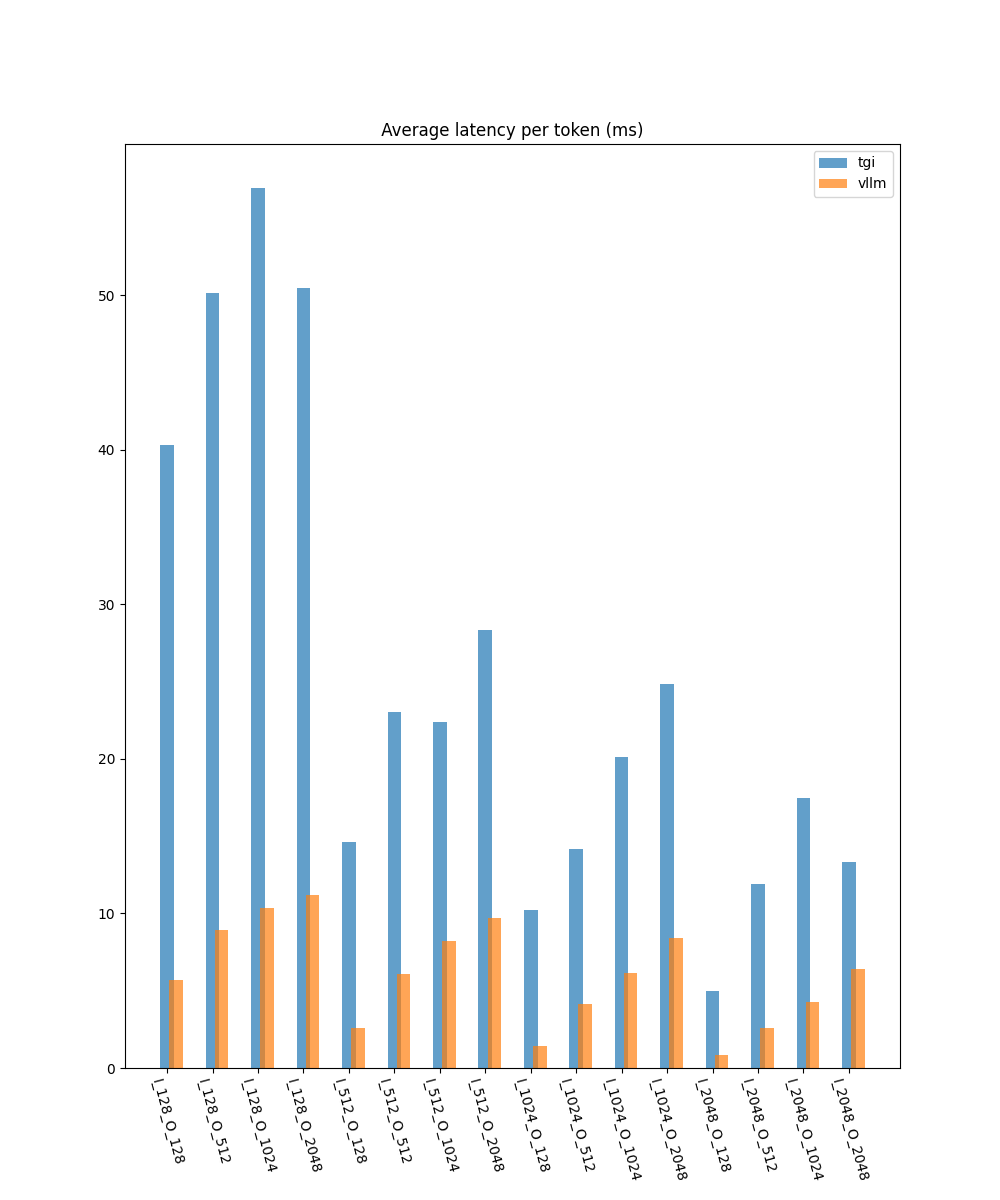 Average latency per token (ms)
tgi
vllm
50
40
30
20
10
0
I_128_O_128
I_128_O_512
I_128_O_1024
I_128_O_2048
I_512_O_128
I_512_O_512
I_512_O_1024
I_512_O_2048
I_1024_O_128
I_1024_O_512
I_1024_O_1024
I_1024_O_2048
I_2048_O_128
I_2048_O_512
I_2048_O_1024
I_2048_O_2048